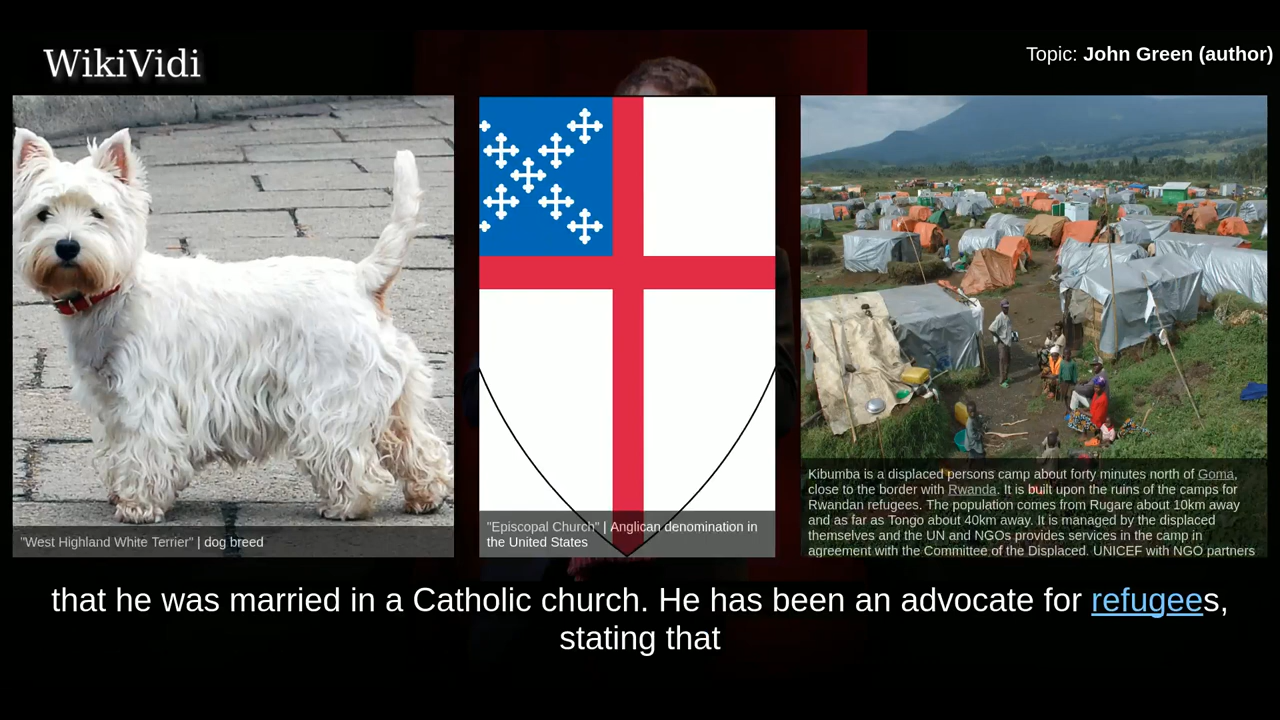 WikiVidi
Topic: John Green (author)
"West Highland White Terrier" | dog breed
"Episcopal Church" | Anglican denomination in
the United States
Kibumba is a displaced persons camp about forty minutes north of Goma,
close to the border with Rwanda. It is built upon the ruins of the camps for
Rwandan refugees. The population comes from Rugare about 10km away
and as far as Tongo about 40km away. It is managed by the displaced
themselves and the UN and NGOs provides services in the camp in
agreement with the Committee of the Displaced. UNICEF with NGO partners
that he was married in a Catholic church. He has been an advocate for refugees,
stating that